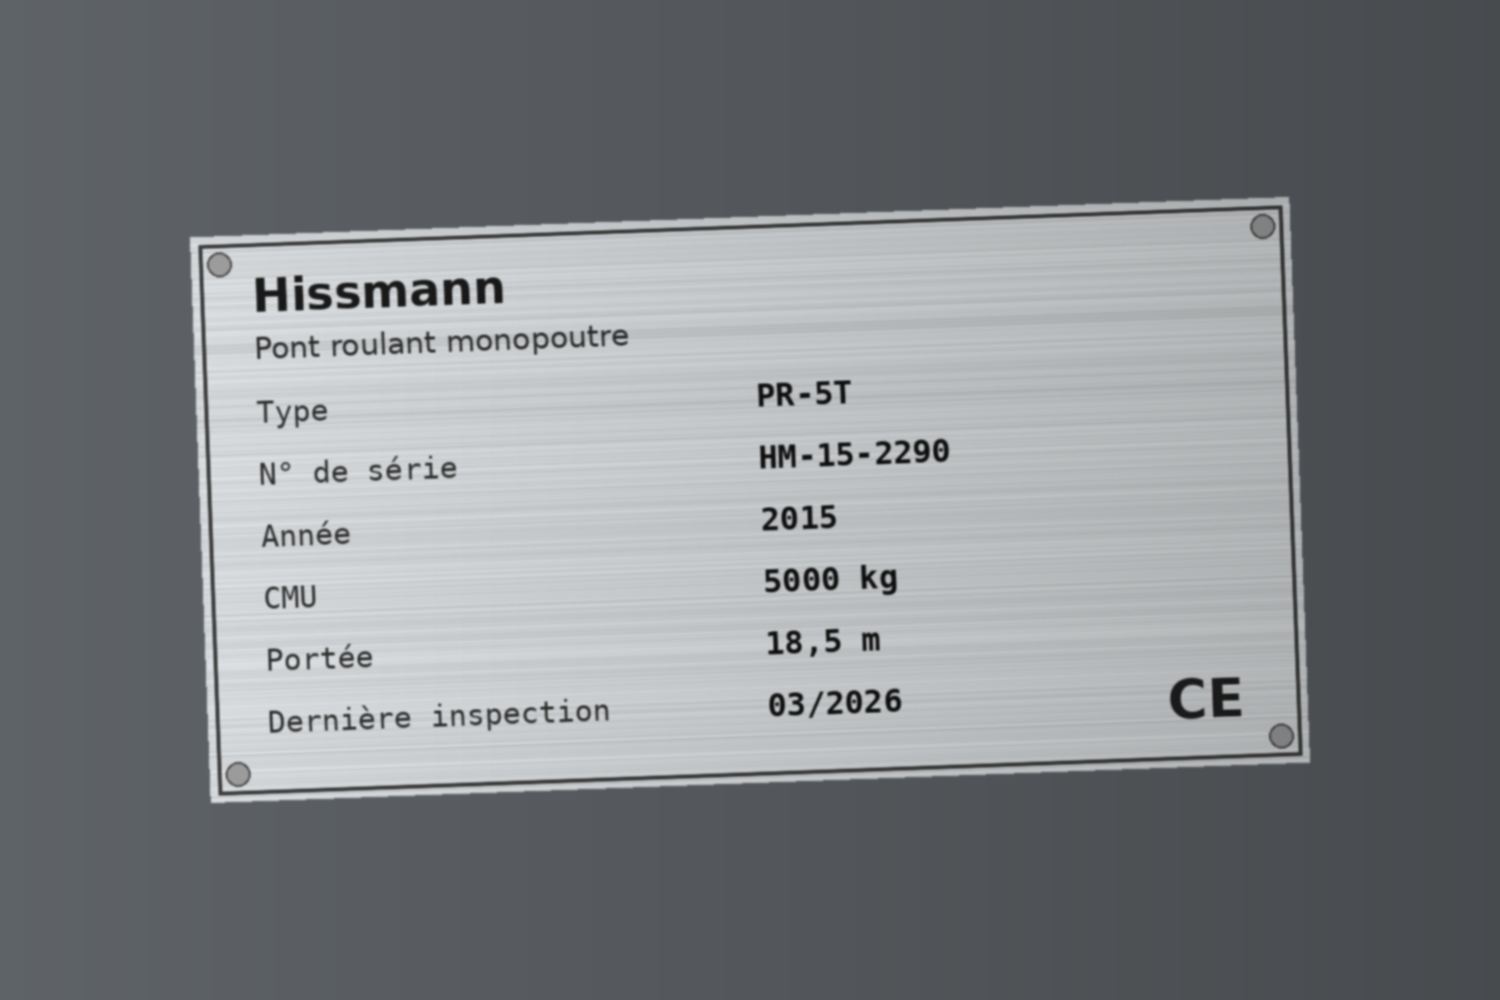 Hissmann
Pont roulant monopoutre
Type PR-5T
N° de série HM-15-2290
Année 2015
CMU 5000 kg
Portée 18,5 m
Dernière inspection 03/2026
CE